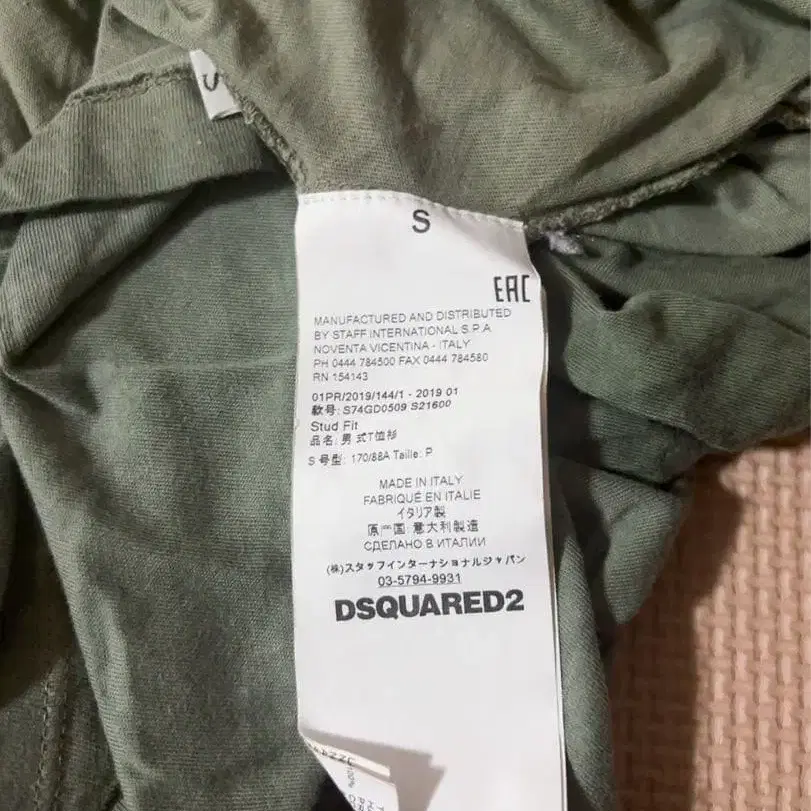 S
S
EAC
MANUFACTURED AND DISTRIBUTED
BY STAFF INTERNATIONAL S.P.A
NOVENTA VICENTINA - ITALY
PH 0444 784500 FAX 0444 784580
RN 154143
01PR/2019/144/1 - 2019 01
款号: S74GD0509 S21600
Stud Fit
品名: 男式T恤衫
S 号型: 170/88A Taille: P
MADE IN ITALY
FABRIQUÉ EN ITALIE
イタリア製
原产国 意大利製造
СДЕЛАНО В ИТАЛИИ
(株)スタッフインターナショナルジャパン
03-5794-9931
DSQUARED2
100%